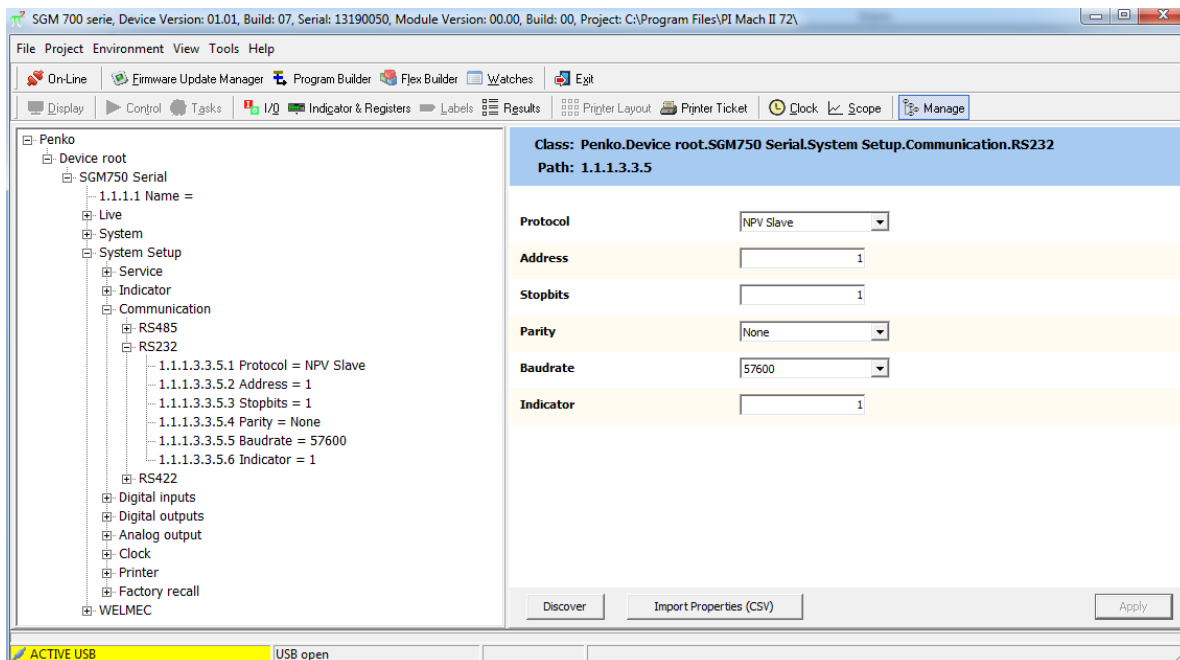 SGM 700 serie, Device Version: 01.01, Build: 07, Serial: 13190050, Module Version: 00.00, Build: 00, Project: C:\Program Files\PI Mach II 72\
File Project Environment View Tools Help
On-Line Firmware Update Manager Program Builder Flex Builder Watches Exit
Display Control Tasks I/O Indicator & Registers Labels Results Printer Layout Printer Ticket Clock Scope Manage
Penko
Device root
SGM750 Serial
1.1.1.1 Name =
Live
System
System Setup
Service
Indicator
Communication
RS485
RS232
1.1.1.3.3.5.1 Protocol = NPV Slave
1.1.1.3.3.5.2 Address = 1
1.1.1.3.3.5.3 Stopbits = 1
1.1.1.3.3.5.4 Parity = None
1.1.1.3.3.5.5 Baudrate = 57600
1.1.1.3.3.5.6 Indicator = 1
RS422
Digital inputs
Digital outputs
Analog output
Clock
Printer
Factory recall
WELMEC
Class: Penko.Device root.SGM750 Serial.System Setup.Communication.RS232
Path: 1.1.1.3.3.5
Protocol NPV Slave
Address 1
Stopbits 1
Parity None
Baudrate 57600
Indicator 1
Discover Import Properties (CSV) Apply
ACTIVE USB USB open